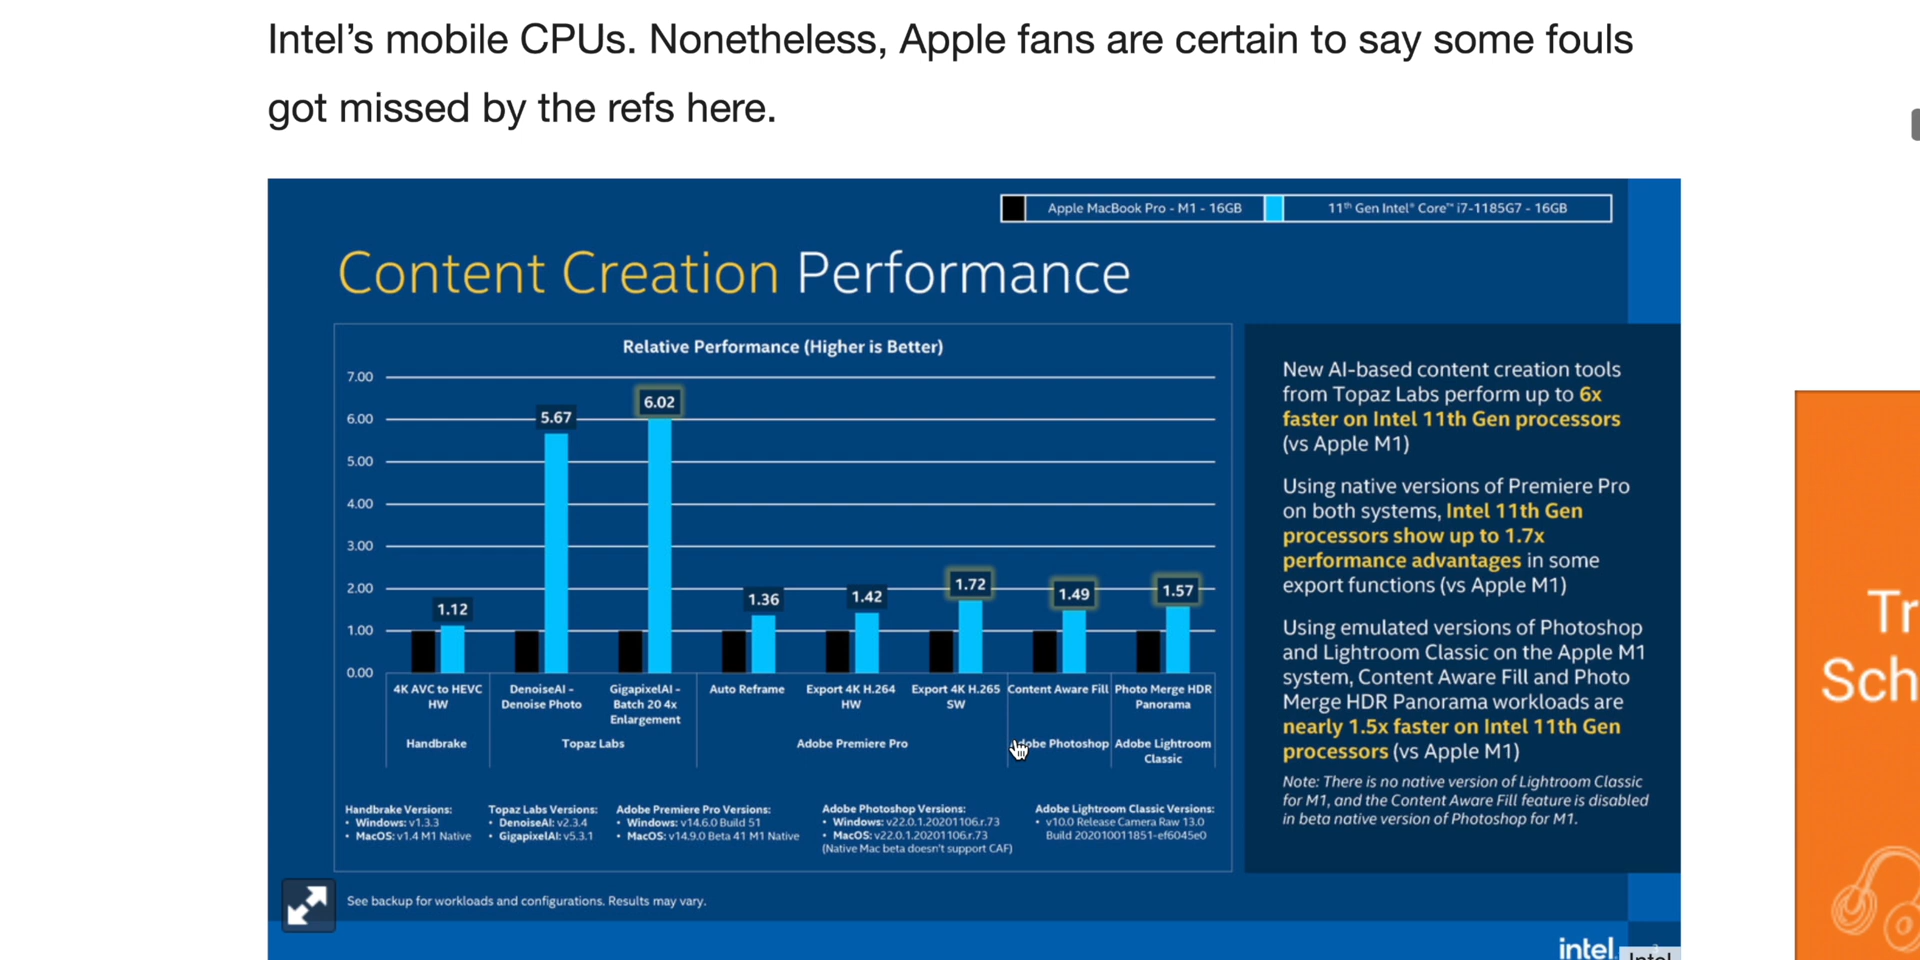 Intel’s mobile CPUs. Nonetheless, Apple fans are certain to say some fouls
got missed by the refs here.
Apple MacBook Pro - M1 - 16GB
11th Gen Intel® Core™ i7-1185G7 - 16GB
Content Creation Performance
Relative Performance (Higher is Better)
7.00
6.00
5.00
4.00
3.00
2.00
1.00
0.00
1.12
5.67
6.02
1.36
1.42
1.72
1.49
1.57
4K AVC to HEVC
HW
DenoiseAI -
Denoise Photo
GigapixelAI -
Batch 20 4x
Enlargement
Auto Reframe
Export 4K H.264
HW
Export 4K H.265
SW
Content Aware Fill
Photo Merge HDR
Panorama
Handbrake
Topaz Labs
Adobe Premiere Pro
Adobe Photoshop
Adobe Lightroom
Classic
Handbrake Versions:
• Windows: v1.3.3
• MacOS: v1.4 M1 Native
Topaz Labs Versions:
• DenoiseAI: v2.3.4
• GigapixelAI: v5.3.1
Adobe Premiere Pro Versions:
• Windows: v14.6.0 Build 51
• MacOS: v14.9.0 Beta 41 M1 Native
Adobe Photoshop Versions:
• Windows: v22.0.1.20201106.r.73
• MacOS: v22.0.1.20201106.r.73
(Native Mac beta doesn't support CAF)
Adobe Lightroom Classic Versions:
• v10.0 Release Camera Raw 13.0
Build 202010011851-ef6045e0
New AI-based content creation tools
from Topaz Labs perform up to 6x
faster on Intel 11th Gen processors
(vs Apple M1)
Using native versions of Premiere Pro
on both systems, Intel 11th Gen
processors show up to 1.7x
performance advantages in some
export functions (vs Apple M1)
Using emulated versions of Photoshop
and Lightroom Classic on the Apple M1
system, Content Aware Fill and Photo
Merge HDR Panorama workloads are
nearly 1.5x faster on Intel 11th Gen
processors (vs Apple M1)
Note: There is no native version of Lightroom Classic
for M1, and the Content Aware Fill feature is disabled
in beta native version of Photoshop for M1.
See backup for workloads and configurations. Results may vary.
intel.
Intel
Tr
Sch